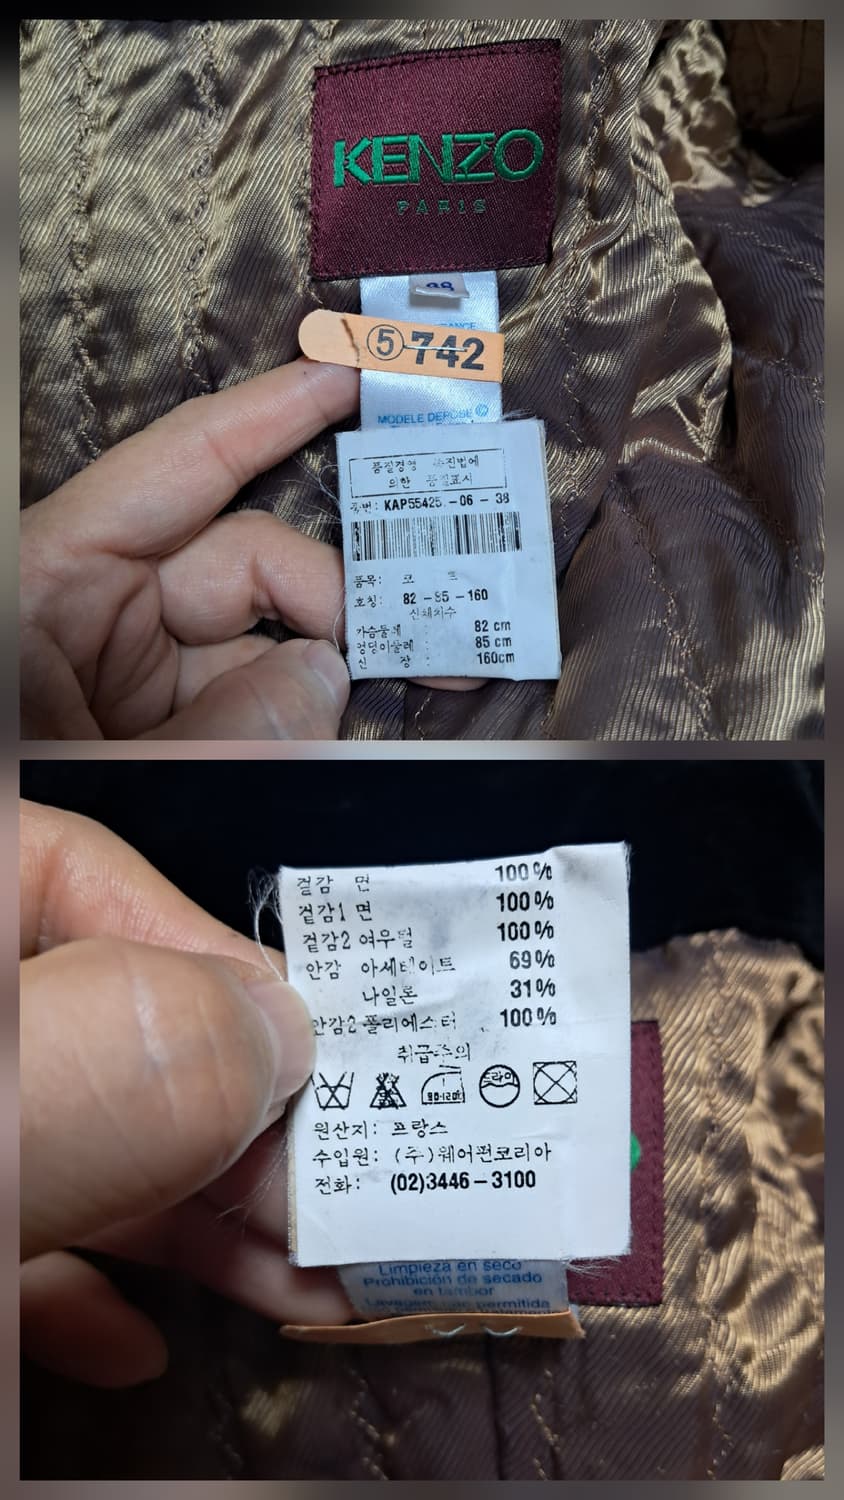 KENZO
PARIS
⑤742
MODELE DEPOSE ©
품질경영 촉진법에
의한 품질표시
품번: KAP55425.-06-38
품목: 코 트
호칭: 82-85-160
신체치수
가슴둘레 : 82 cm
엉덩이둘레 : 85 cm
신 장 : 160cm
겉감 면 100%
겉감1 면 100%
겉감2 여우털 100%
안감 아세테이트 69%
나일론 31%
안감2 폴리에스터 100%
취급주의
드라이
원산지: 프랑스
수입원: (주)웨어펀코리아
전화: (02)3446-3100
Limpieza en seco
Prohibición de secado
en tambor